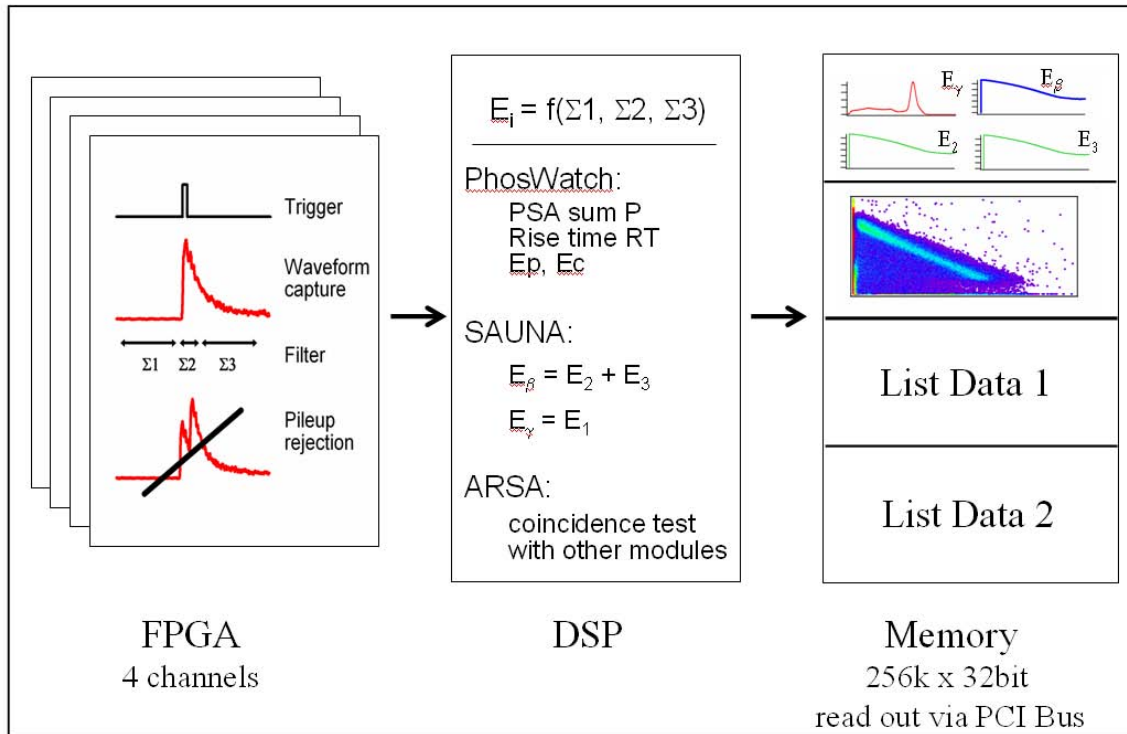 Trigger
Waveform
capture
Σ1 Σ2 Σ3
Filter
Pileup
rejection
FPGA
4 channels
Ei = f(Σ1, Σ2, Σ3)
PhosWatch:
PSA sum P
Rise time RT
Ep, Ec
SAUNA:
Eβ = E2 + E3
Eγ = E1
ARSA:
coincidence test
with other modules
DSP
Eγ Eβ
E2 E3
List Data 1
List Data 2
Memory
256k x 32bit
read out via PCI Bus